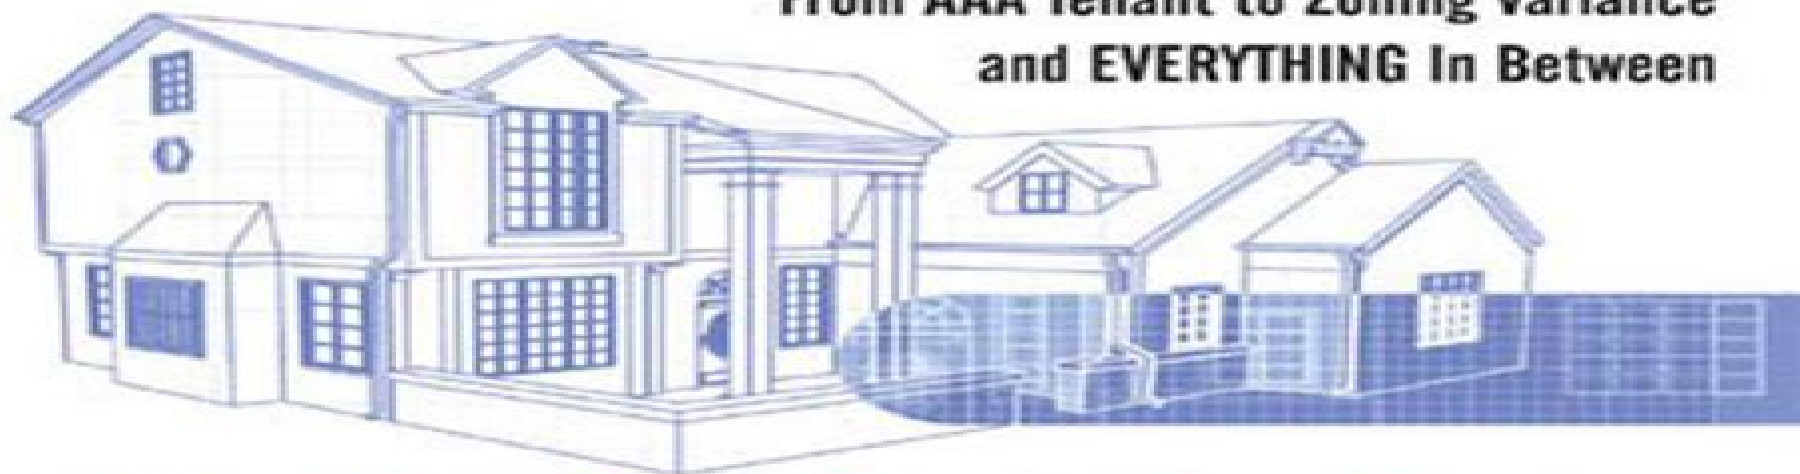 From AAA Tenant to Zoning Variance
and EVERYTHING In Between